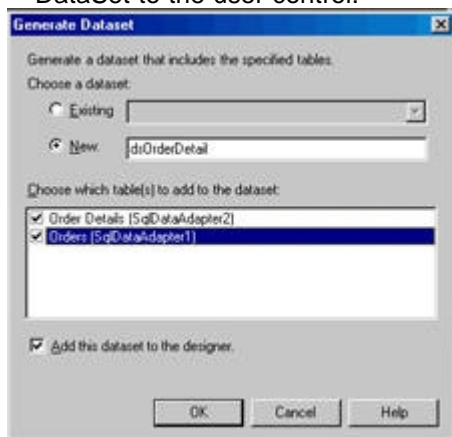 DataSet to the user control.
Generate Dataset
Generate a dataset that includes the specified tables.
Choose a dataset:
Existing
New: dsOrderDetail
Choose which table(s) to add to the dataset:
Order Details (SqlDataAdapter2)
Orders (SqlDataAdapter1)
Add this dataset to the designer.
OK Cancel Help